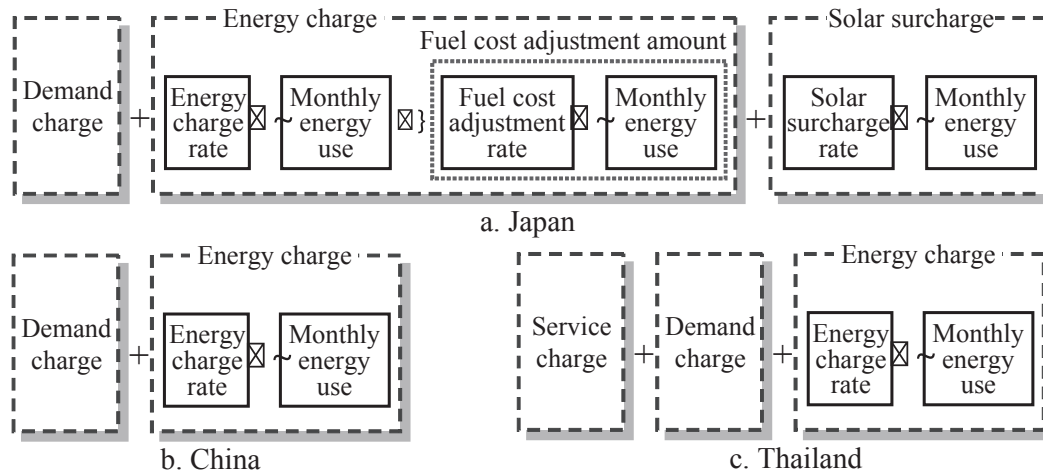 Energy charge
Solar surcharge
Fuel cost adjustment amount
Demand
charge
+
Energy
charge
rate
~
Monthly
energy
use
}
Fuel cost
adjustment
rate
~
Monthly
energy
use
+
Solar
surcharge
rate
~
Monthly
energy
use
a. Japan
Energy charge
Demand
charge
+
Energy
charge
rate
~
Monthly
energy
use
b. China
Energy charge
Service
charge
+
Demand
charge
+
Energy
charge
rate
~
Monthly
energy
use
c. Thailand